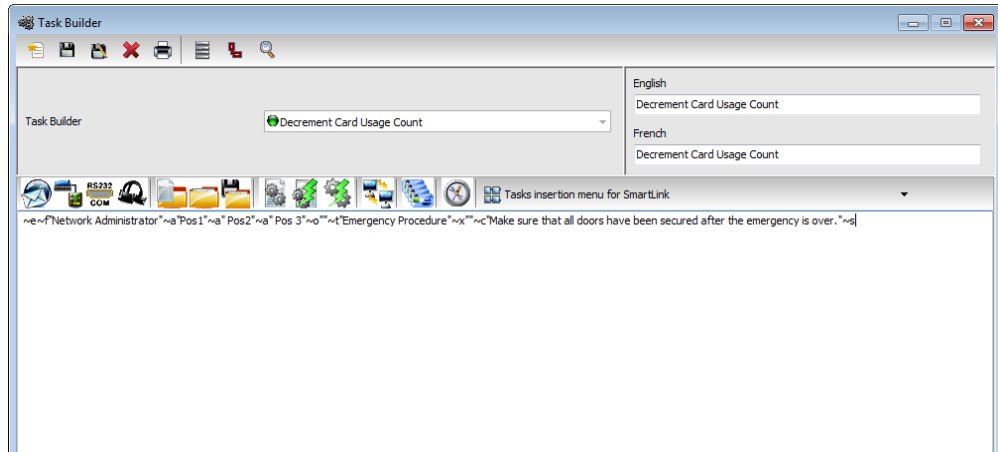 Task Builder
English
Decrement Card Usage Count
Task Builder
Decrement Card Usage Count
French
Decrement Card Usage Count
RS232
COM
Tasks insertion menu for SmartLink
~e~f"Network Administrator"~a"Pos1"~a" Pos2"~a" Pos 3"~o""~t"Emergency Procedure"~x""~c"Make sure that all doors have been secured after the emergency is over."~s